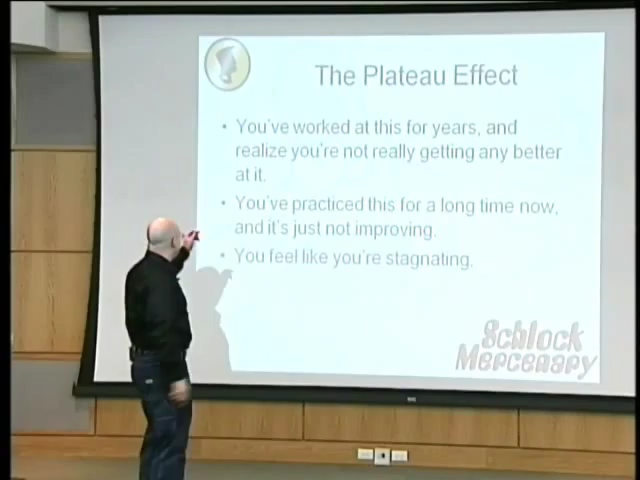 The Plateau Effect
• You've worked at this for years, and
realize you're not really getting any better
at it.
• You've practiced this for a long time now,
and it's just not improving.
• You feel like you're stagnating.
Schlock
Mercenary